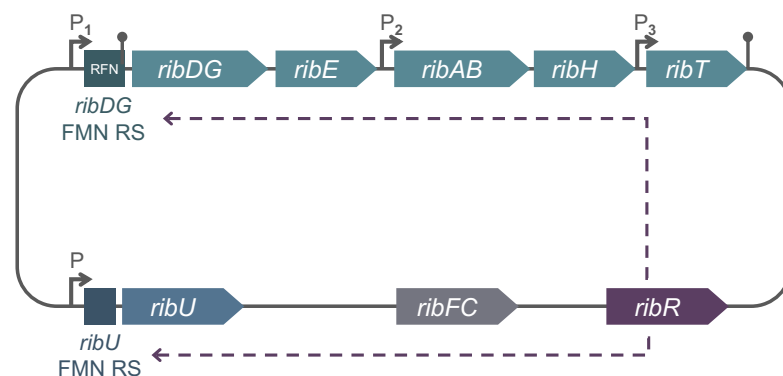 P1 P2 P3
RFN ribDG ribE ribAB ribH ribT
ribDG
FMN RS
P
ribU ribFC ribR
ribU
FMN RS